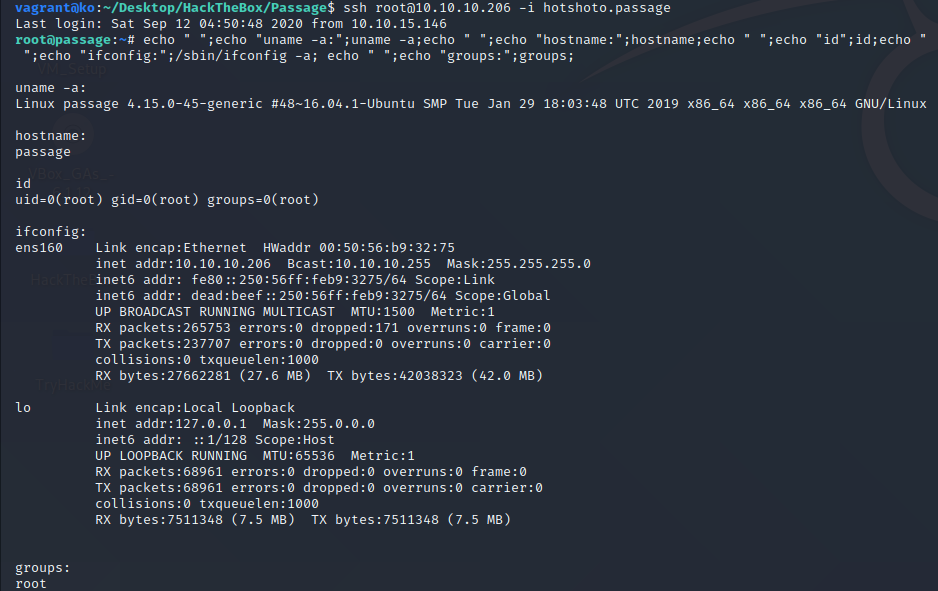 vagrant@ko:~/Desktop/HackTheBox/Passage$ ssh root@10.10.10.206 -i hotshoto.passage
Last login: Sat Sep 12 04:50:48 2020 from 10.10.15.146
root@passage:~# echo " ";echo "uname -a:";uname -a;echo " ";echo "hostname:";hostname;echo " ";echo "id";id;echo "
 ";echo "ifconfig:";/sbin/ifconfig -a; echo " ";echo "groups:";groups;
uname -a:
Linux passage 4.15.0-45-generic #48~16.04.1-Ubuntu SMP Tue Jan 29 18:03:48 UTC 2019 x86_64 x86_64 x86_64 GNU/Linux
hostname:
passage
id
uid=0(root) gid=0(root) groups=0(root)
ifconfig:
ens160    Link encap:Ethernet  HWaddr 00:50:56:b9:32:75
          inet addr:10.10.10.206  Bcast:10.10.10.255  Mask:255.255.255.0
          inet6 addr: fe80::250:56ff:feb9:3275/64 Scope:Link
          inet6 addr: dead:beef::250:56ff:feb9:3275/64 Scope:Global
          UP BROADCAST RUNNING MULTICAST  MTU:1500  Metric:1
          RX packets:265753 errors:0 dropped:171 overruns:0 frame:0
          TX packets:237707 errors:0 dropped:0 overruns:0 carrier:0
          collisions:0 txqueuelen:1000
          RX bytes:27662281 (27.6 MB)  TX bytes:42038323 (42.0 MB)
lo        Link encap:Local Loopback
          inet addr:127.0.0.1  Mask:255.0.0.0
          inet6 addr: ::1/128 Scope:Host
          UP LOOPBACK RUNNING  MTU:65536  Metric:1
          RX packets:68961 errors:0 dropped:0 overruns:0 frame:0
          TX packets:68961 errors:0 dropped:0 overruns:0 carrier:0
          collisions:0 txqueuelen:1000
          RX bytes:7511348 (7.5 MB)  TX bytes:7511348 (7.5 MB)
groups:
root